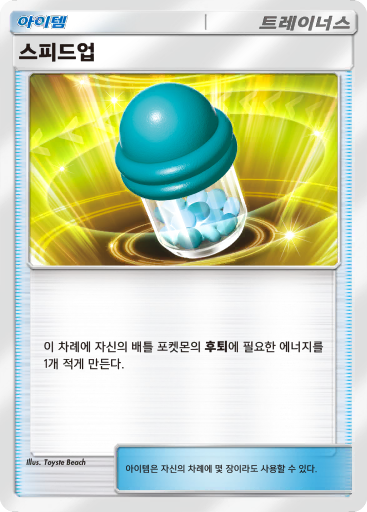 아이템
트레이너스
스피드업
이 차례에 자신의 배틀 포켓몬의 후퇴에 필요한 에너지를
1개 적게 만든다.
Illus. Toyste Beach
아이템은 자신의 차례에 몇 장이라도 사용할 수 있다.